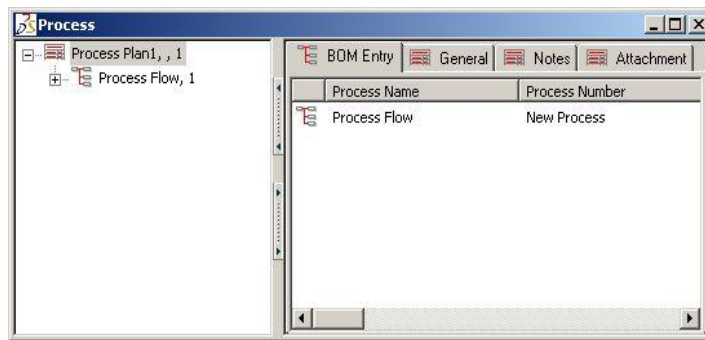 Process
Process Plan1, , 1
Process Flow, 1
BOM Entry General Notes Attachment
Process Name Process Number
Process Flow New Process